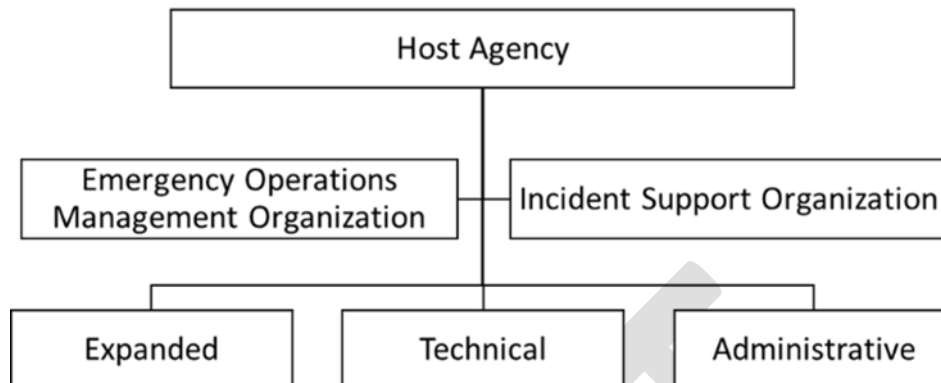 Host Agency
Emergency Operations
Management Organization
Incident Support Organization
Expanded
Technical
Administrative